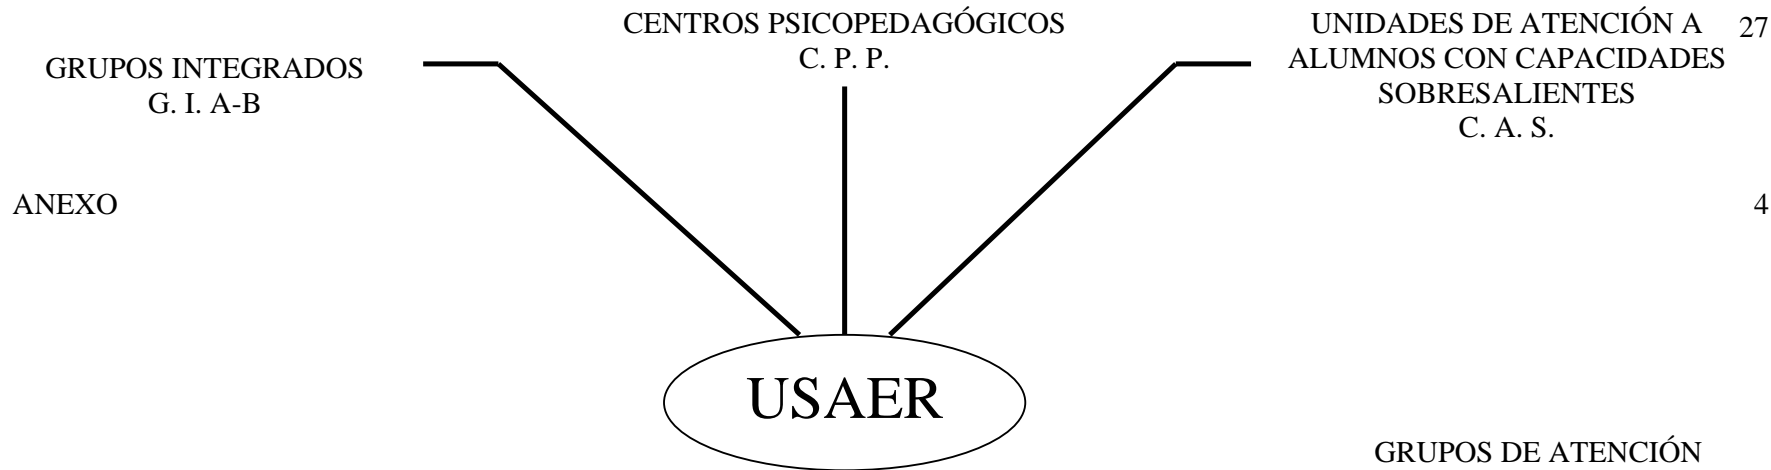 27
CENTROS PSICOPEDAGÓGICOS
C. P. P.
UNIDADES DE ATENCIÓN A
ALUMNOS CON CAPACIDADES
SOBRESALIENTES
C. A. S.
GRUPOS INTEGRADOS
G. I. A-B
ANEXO 4
USAER
GRUPOS DE ATENCIÓN